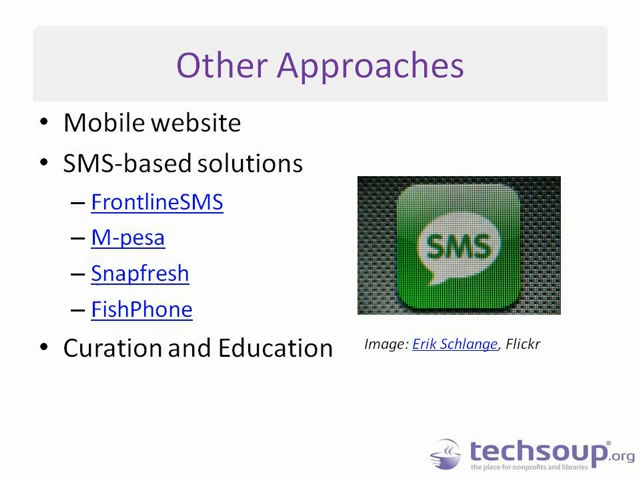 Other Approaches
• Mobile website
• SMS-based solutions
– FrontlineSMS
– M-pesa
– Snapfresh
– FishPhone
• Curation and Education
SMS
Image: Erik Schlange, Flickr
techsoup.org
the place for nonprofits and libraries